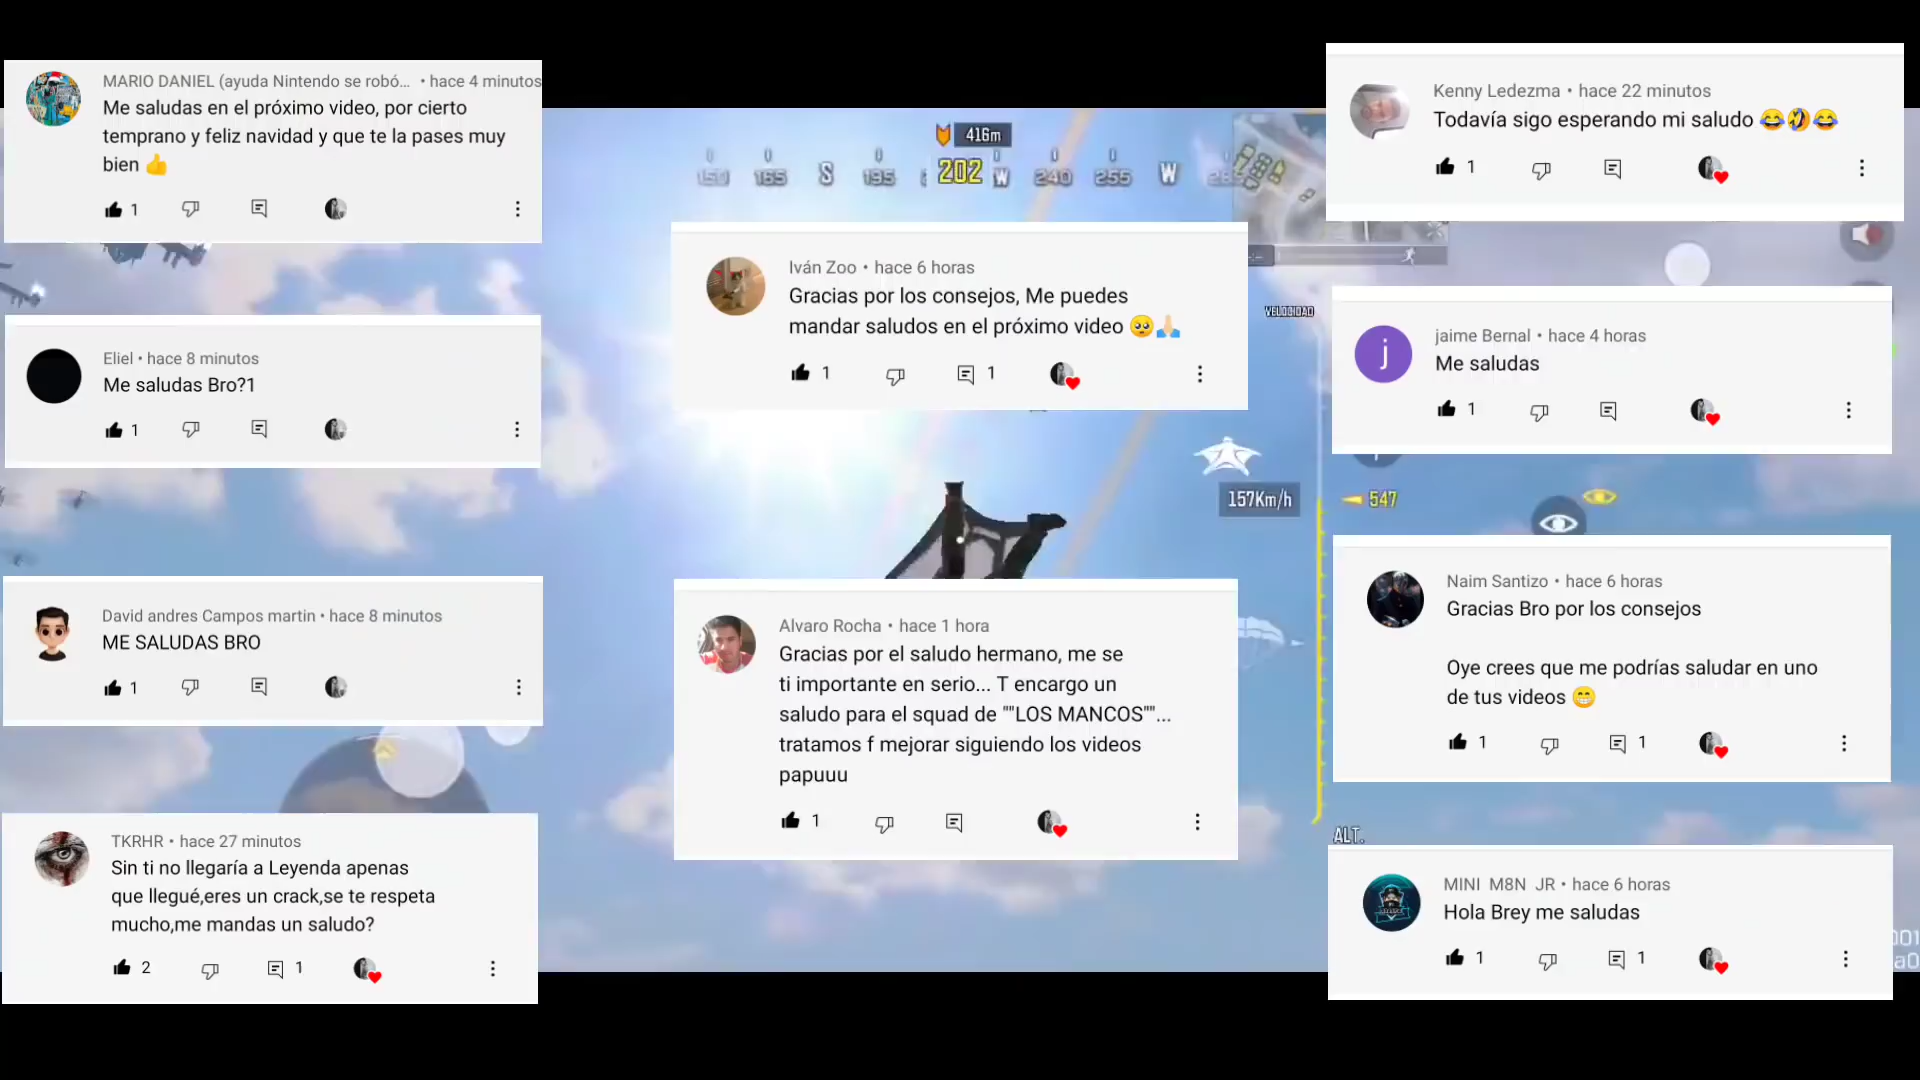 MARIO DANIEL (ayuda Nintendo se robó... • hace 4 minutos
Me saludas en el próximo video, por cierto
temprano y feliz navidad y que te la pases muy
bien 👍
1
Eliel • hace 8 minutos
Me saludas Bro?1
1
David andres Campos martin • hace 8 minutos
ME SALUDAS BRO
1
TKRHR • hace 27 minutos
Sin ti no llegaría a Leyenda apenas
que llegué,eres un crack,se te respeta
mucho,me mandas un saludo?
2 1
416m
150 165 S 195 202 W 240 255 W
Iván Zoo • hace 6 horas
Gracias por los consejos, Me puedes
mandar saludos en el próximo video 🥺🙏🏻
1 1
VELOCIDAD
157Km/h
547
Alvaro Rocha • hace 1 hora
Gracias por el saludo hermano, me se
ti importante en serio... T encargo un
saludo para el squad de ""LOS MANCOS""...
tratamos f mejorar siguiendo los videos
papuuu
1
Kenny Ledezma • hace 22 minutos
Todavía sigo esperando mi saludo 😂🤣😂
1
j
jaime Bernal • hace 4 horas
Me saludas
1
Naim Santizo • hace 6 horas
Gracias Bro por los consejos
Oye crees que me podrías saludar en uno
de tus videos 😁
1 1
ALT.
MINI M8N JR • hace 6 horas
Hola Brey me saludas
1 1